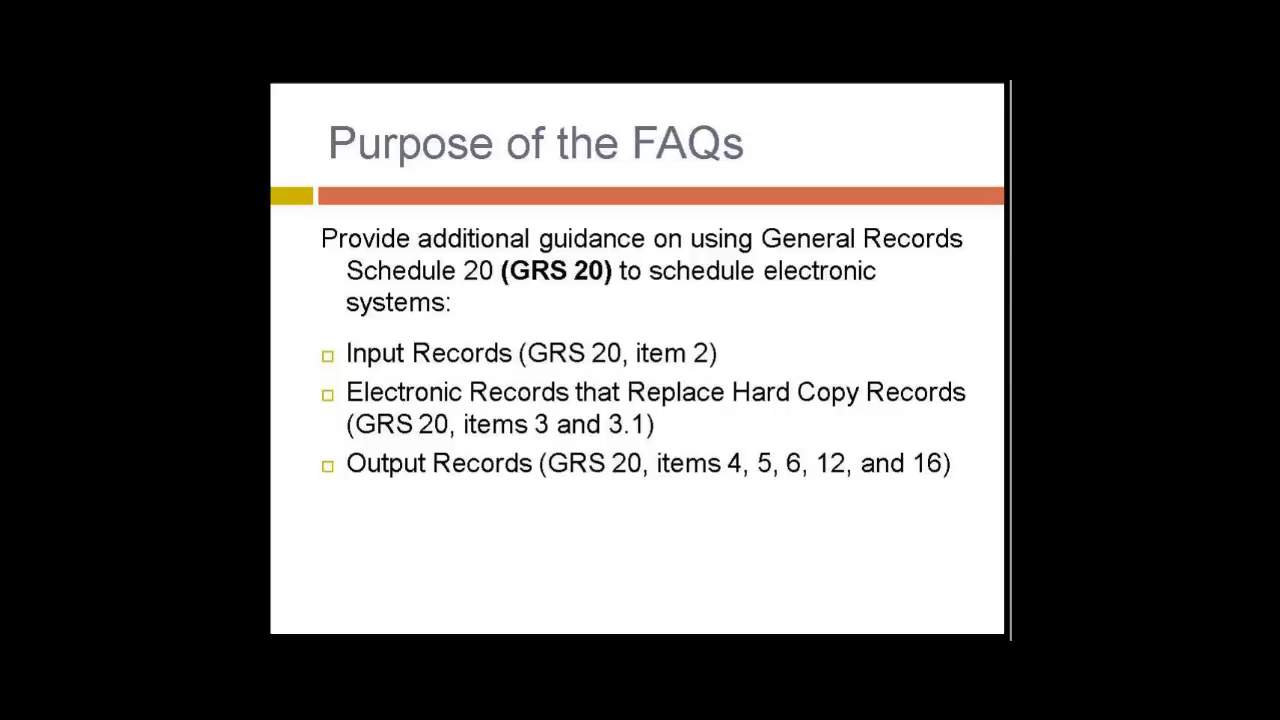 Purpose of the FAQs
Provide additional guidance on using General Records
Schedule 20 (GRS 20) to schedule electronic
systems:
Input Records (GRS 20, item 2)
Electronic Records that Replace Hard Copy Records
(GRS 20, items 3 and 3.1)
Output Records (GRS 20, items 4, 5, 6, 12, and 16)